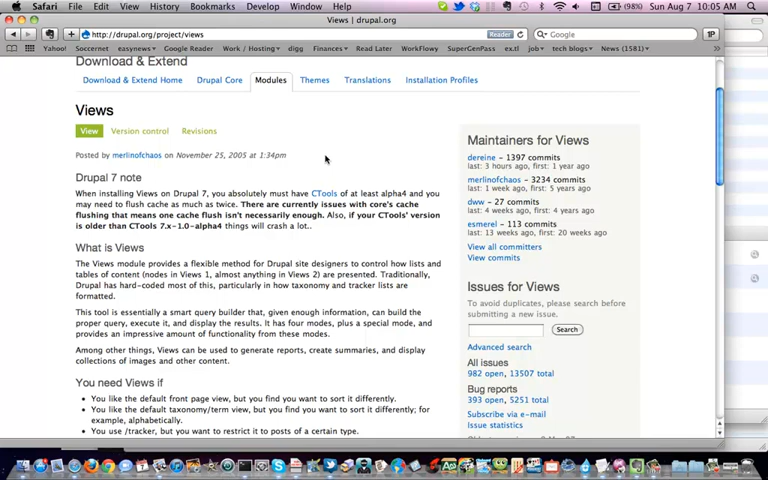 Safari File Edit View History Bookmarks Develop Window Help (98%) Sun Aug 7 10:05 AM
Views | drupal.org
http://drupal.org/project/views Reader Google 1P
Yahoo! Soccernet easynews Google Reader Work / Hosting digg Finances Read Later WorkFlowy SuperGenPass ex.tl job tech blogs News (1581)
Download & Extend
Download & Extend Home Drupal Core Modules Themes Translations Installation Profiles
Views
View Version control Revisions
Posted by merlinofchaos on November 25, 2005 at 1:34pm
Drupal 7 note
When installing Views on Drupal 7, you absolutely must have CTools of at least alpha4 and you
may need to flush cache as much as twice. There are currently issues with core's cache
flushing that means one cache flush isn't necessarily enough. Also, if your CTools' version
is older than CTools 7.x-1.0-alpha4 things will crash a lot..
What is Views
The Views module provides a flexible method for Drupal site designers to control how lists and
tables of content (nodes in Views 1, almost anything in Views 2) are presented. Traditionally,
Drupal has hard-coded most of this, particularly in how taxonomy and tracker lists are
formatted.
This tool is essentially a smart query builder that, given enough information, can build the
proper query, execute it, and display the results. It has four modes, plus a special mode, and
provides an impressive amount of functionality from these modes.
Among other things, Views can be used to generate reports, create summaries, and display
collections of images and other content.
You need Views if
• You like the default front page view, but you find you want to sort it differently.
• You like the default taxonomy/term view, but you find you want to sort it differently; for
example, alphabetically.
• You use /tracker, but you want to restrict it to posts of a certain type.
Maintainers for Views
dereine – 1397 commits
last: 3 hours ago, first: 1 year ago
merlinofchaos – 3234 commits
last: 1 week ago, first: 5 years ago
dww – 27 commits
last: 4 weeks ago, first: 4 years ago
esmerel – 113 commits
last: 13 weeks ago, first: 20 weeks ago
View all committers
View commits
Issues for Views
To avoid duplicates, please search before
submitting a new issue.
Search
Advanced search
All issues
982 open, 13507 total
Bug reports
393 open, 5251 total
Subscribe via e-mail
Issue statistics